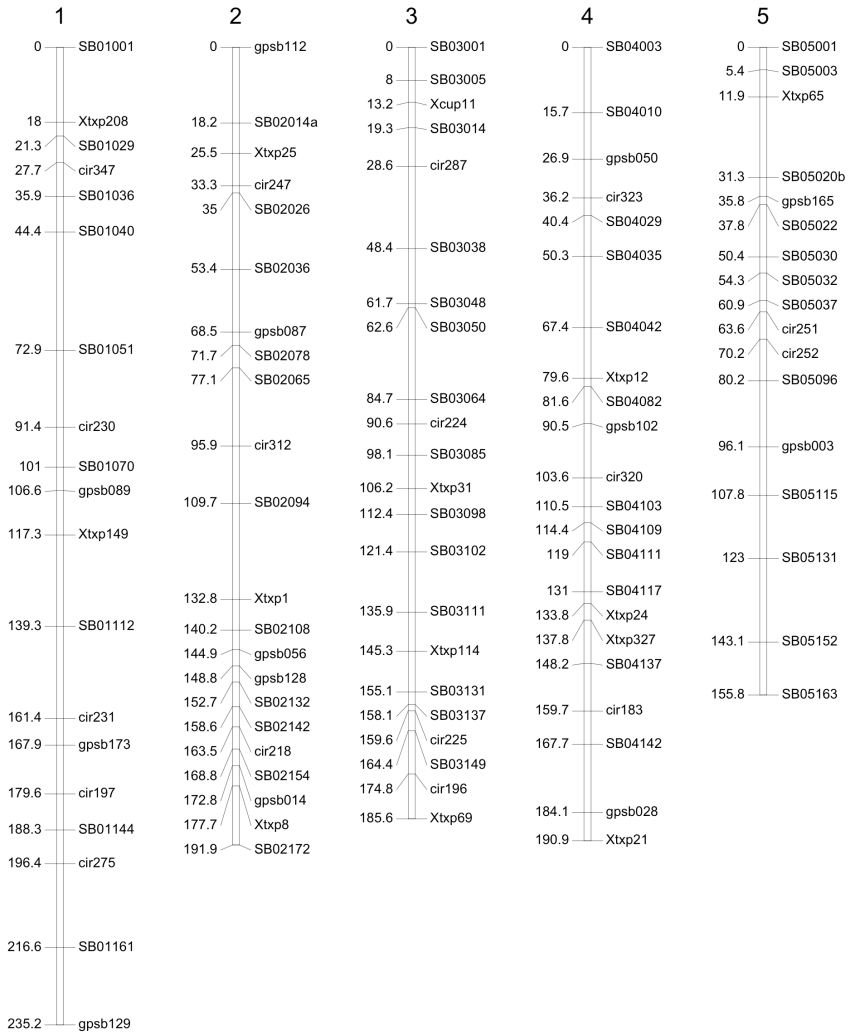 1
0 SB01001
18 Xtxp208
21.3 SB01029
27.7 cir347
35.9 SB01036
44.4 SB01040
72.9 SB01051
91.4 cir230
101 SB01070
106.6 gpsb089
117.3 Xtxp149
139.3 SB01112
161.4 cir231
167.9 gpsb173
179.6 cir197
188.3 SB01144
196.4 cir275
216.6 SB01161
235.2 gpsb129
2
0 gpsb112
18.2 SB02014a
25.5 Xtxp25
33.3 cir247
35 SB02026
53.4 SB02036
68.5 gpsb087
71.7 SB02078
77.1 SB02065
95.9 cir312
109.7 SB02094
132.8 Xtxp1
140.2 SB02108
144.9 gpsb056
148.8 gpsb128
152.7 SB02132
158.6 SB02142
163.5 cir218
168.8 SB02154
172.8 gpsb014
177.7 Xtxp8
191.9 SB02172
3
0 SB03001
8 SB03005
13.2 Xcup11
19.3 SB03014
28.6 cir287
48.4 SB03038
61.7 SB03048
62.6 SB03050
84.7 SB03064
90.6 cir224
98.1 SB03085
106.2 Xtxp31
112.4 SB03098
121.4 SB03102
135.9 SB03111
145.3 Xtxp114
155.1 SB03131
158.1 SB03137
159.6 cir225
164.4 SB03149
174.8 cir196
185.6 Xtxp69
4
0 SB04003
15.7 SB04010
26.9 gpsb050
36.2 cir323
40.4 SB04029
50.3 SB04035
67.4 SB04042
79.6 Xtxp12
81.6 SB04082
90.5 gpsb102
103.6 cir320
110.5 SB04103
114.4 SB04109
119 SB04111
131 SB04117
133.8 Xtxp24
137.8 Xtxp327
148.2 SB04137
159.7 cir183
167.7 SB04142
184.1 gpsb028
190.9 Xtxp21
5
0 SB05001
5.4 SB05003
11.9 Xtxp65
31.3 SB05020b
35.8 gpsb165
37.8 SB05022
50.4 SB05030
54.3 SB05032
60.9 SB05037
63.6 cir251
70.2 cir252
80.2 SB05096
96.1 gpsb003
107.8 SB05115
123 SB05131
143.1 SB05152
155.8 SB05163